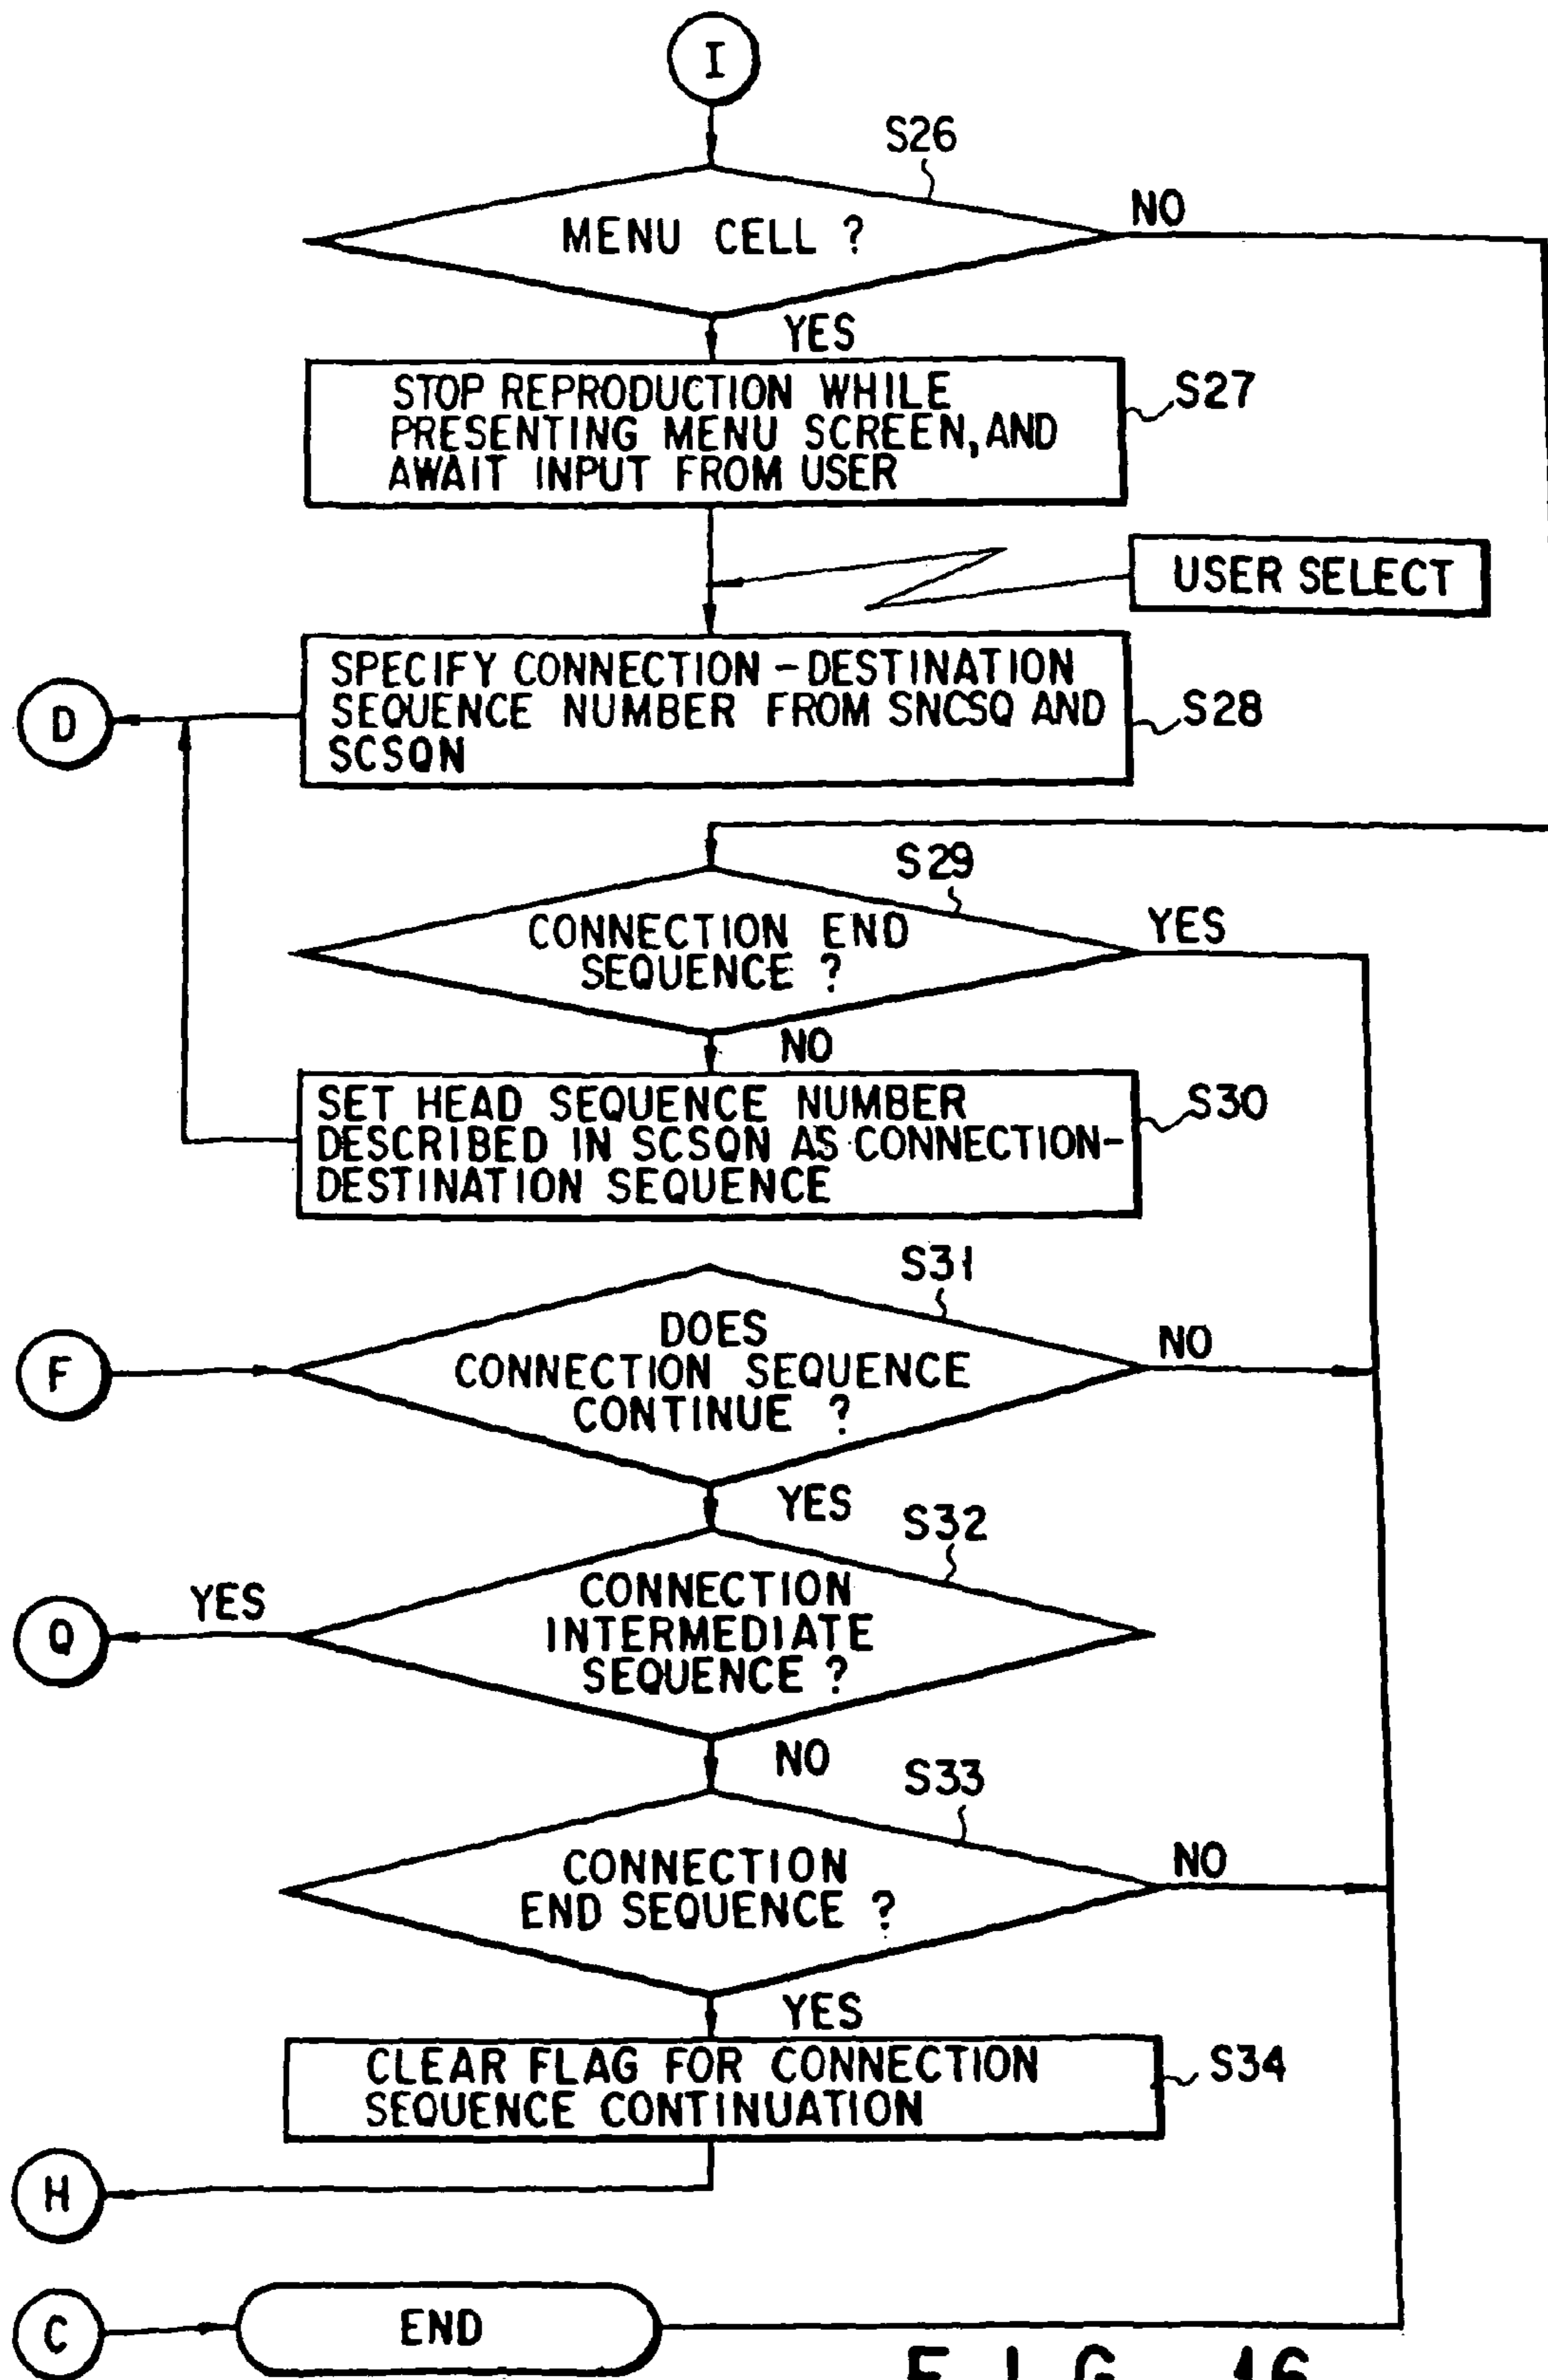 I
S26
MENU CELL ?
NO
YES
STOP REPRODUCTION WHILE
PRESENTING MENU SCREEN, AND
AWAIT INPUT FROM USER
S27
USER SELECT
SPECIFY CONNECTION-DESTINATION
SEQUENCE NUMBER FROM SNCSQ AND
SCSQN
S28
D
S29
CONNECTION END
SEQUENCE ?
YES
NO
SET HEAD SEQUENCE NUMBER
DESCRIBED IN SCSQN AS CONNECTION-
DESTINATION SEQUENCE
S30
S31
F
DOES
CONNECTION SEQUENCE
CONTINUE ?
NO
YES
S32
Q
YES
CONNECTION
INTERMEDIATE
SEQUENCE ?
NO
S33
CONNECTION
END SEQUENCE ?
NO
YES
CLEAR FLAG FOR CONNECTION
SEQUENCE CONTINUATION
S34
H
C
END
FIG. 16